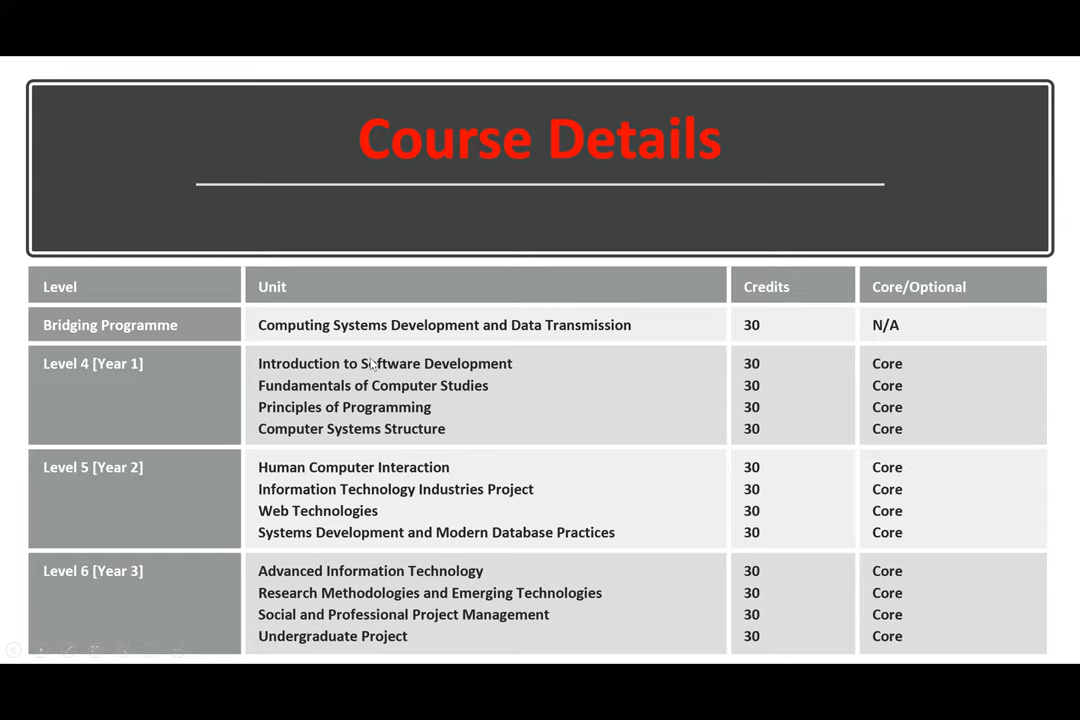 Course Details
Level Unit Credits Core/Optional
Bridging Programme Computing Systems Development and Data Transmission 30 N/A
Level 4 [Year 1] Introduction to Software Development 30 Core
Fundamentals of Computer Studies 30 Core
Principles of Programming 30 Core
Computer Systems Structure 30 Core
Level 5 [Year 2] Human Computer Interaction 30 Core
Information Technology Industries Project 30 Core
Web Technologies 30 Core
Systems Development and Modern Database Practices 30 Core
Level 6 [Year 3] Advanced Information Technology 30 Core
Research Methodologies and Emerging Technologies 30 Core
Social and Professional Project Management 30 Core
Undergraduate Project 30 Core